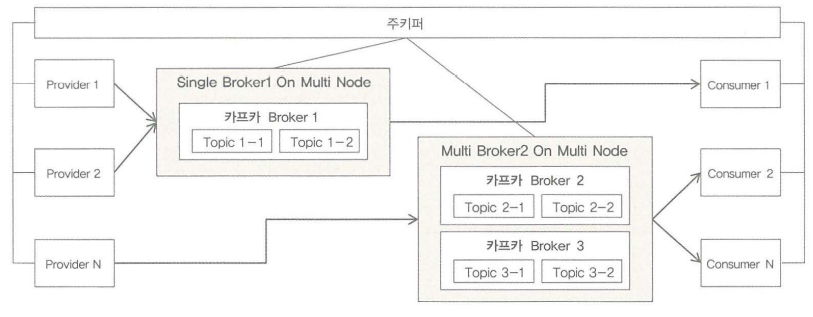 주키퍼
Provider 1
Provider 2
Provider N
Single Broker1 On Multi Node
카프카 Broker 1
Topic 1-1 Topic 1-2
Multi Broker2 On Multi Node
카프카 Broker 2
Topic 2-1 Topic 2-2
카프카 Broker 3
Topic 3-1 Topic 3-2
Consumer 1
Consumer 2
Consumer N